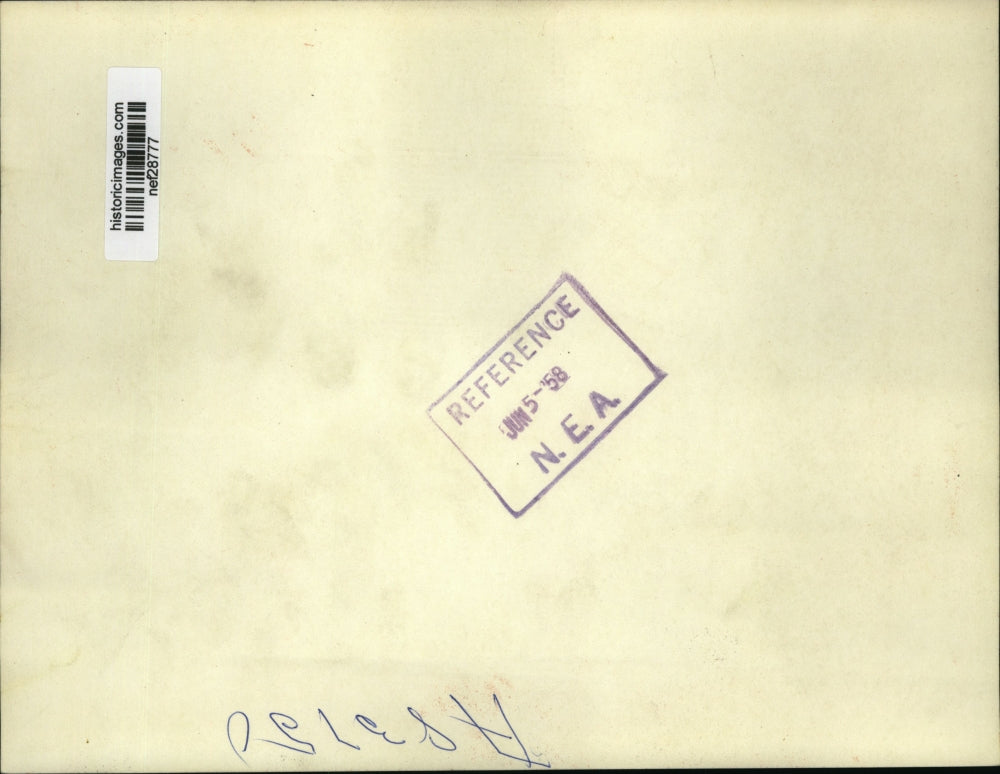 historicimages.com
nef28777
REFERENCE
JUN 5-'58
N. E. A.